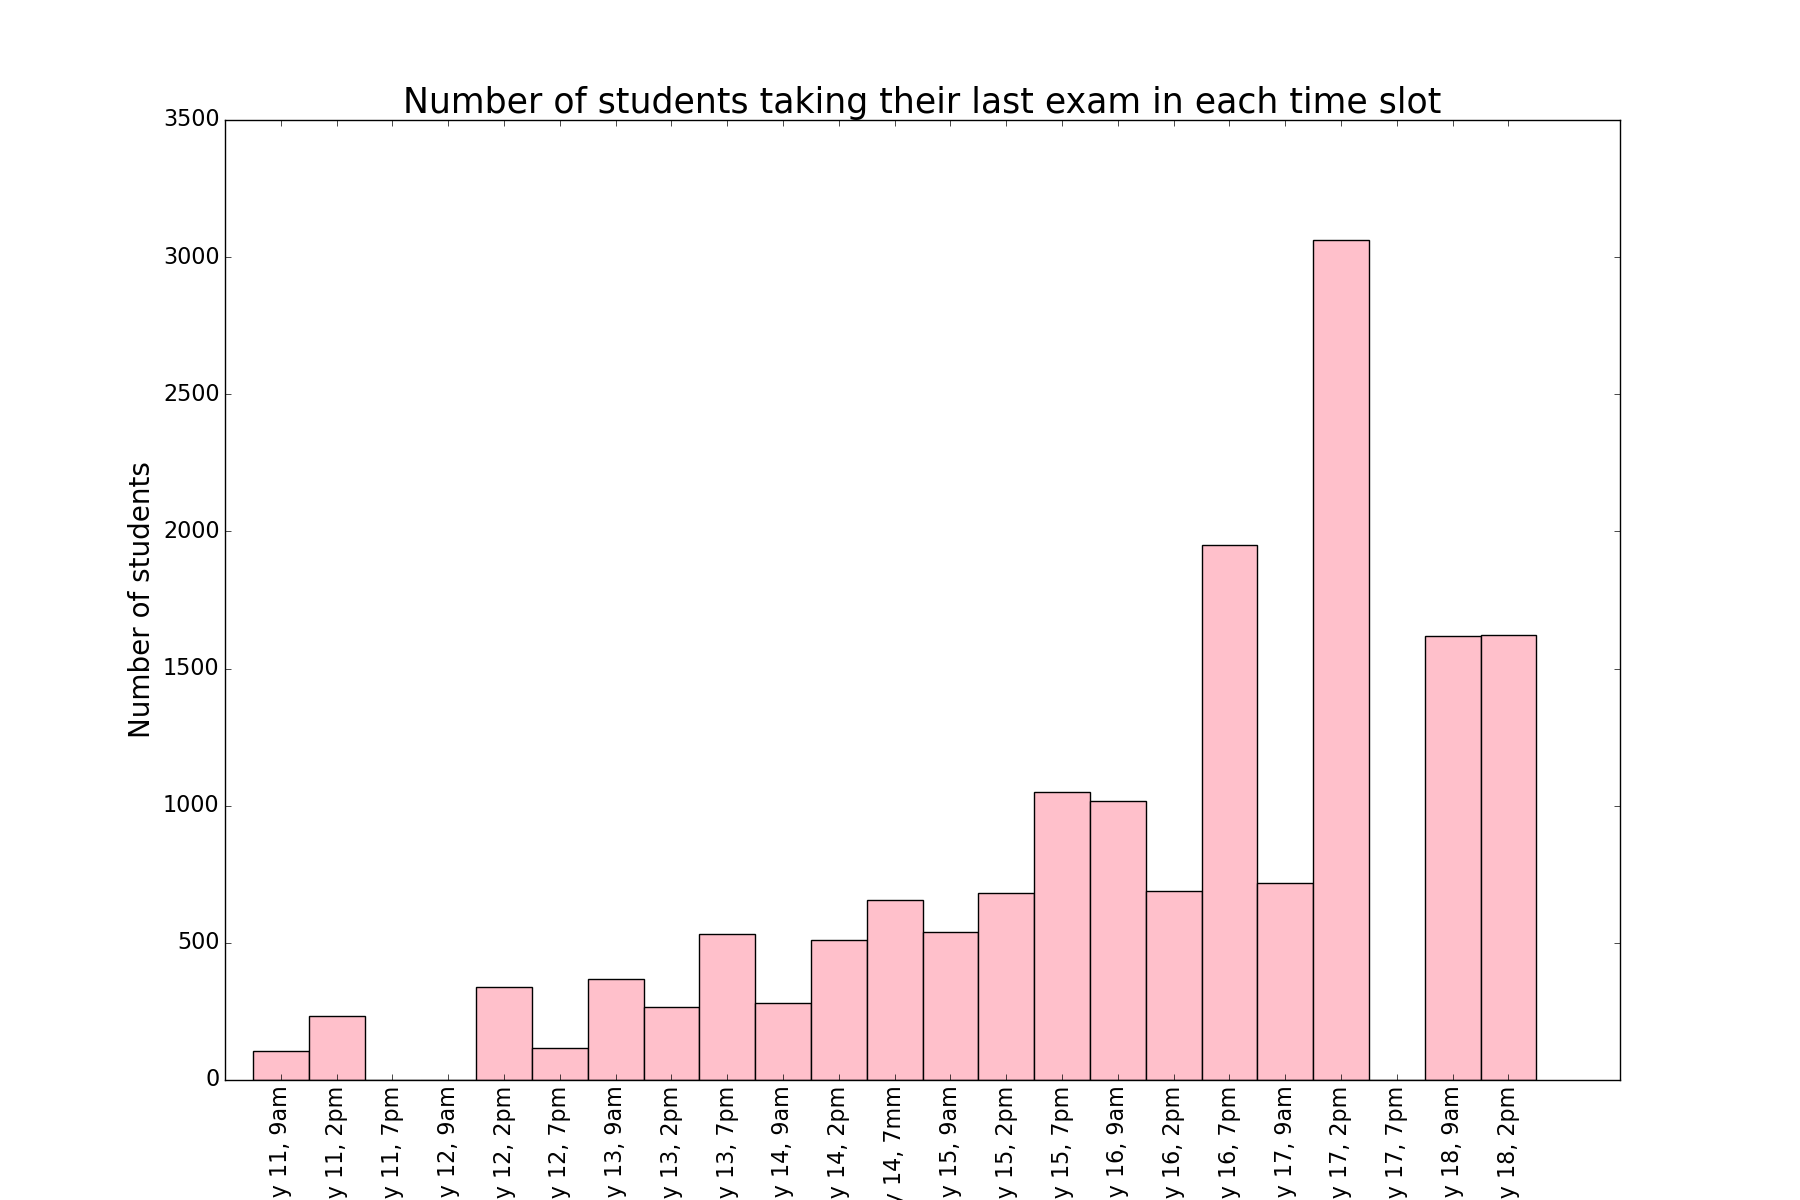 Number of students taking their last exam in each time slot
Number of students
3500
3000
2500
2000
1500
1000
500
0
y 11, 9am
y 11, 2pm
y 11, 7pm
y 12, 9am
y 12, 2pm
y 12, 7pm
y 13, 9am
y 13, 2pm
y 13, 7pm
y 14, 9am
y 14, 2pm
y 14, 7mm
y 15, 9am
y 15, 2pm
y 15, 7pm
y 16, 9am
y 16, 2pm
y 16, 7pm
y 17, 9am
y 17, 2pm
y 17, 7pm
y 18, 9am
y 18, 2pm